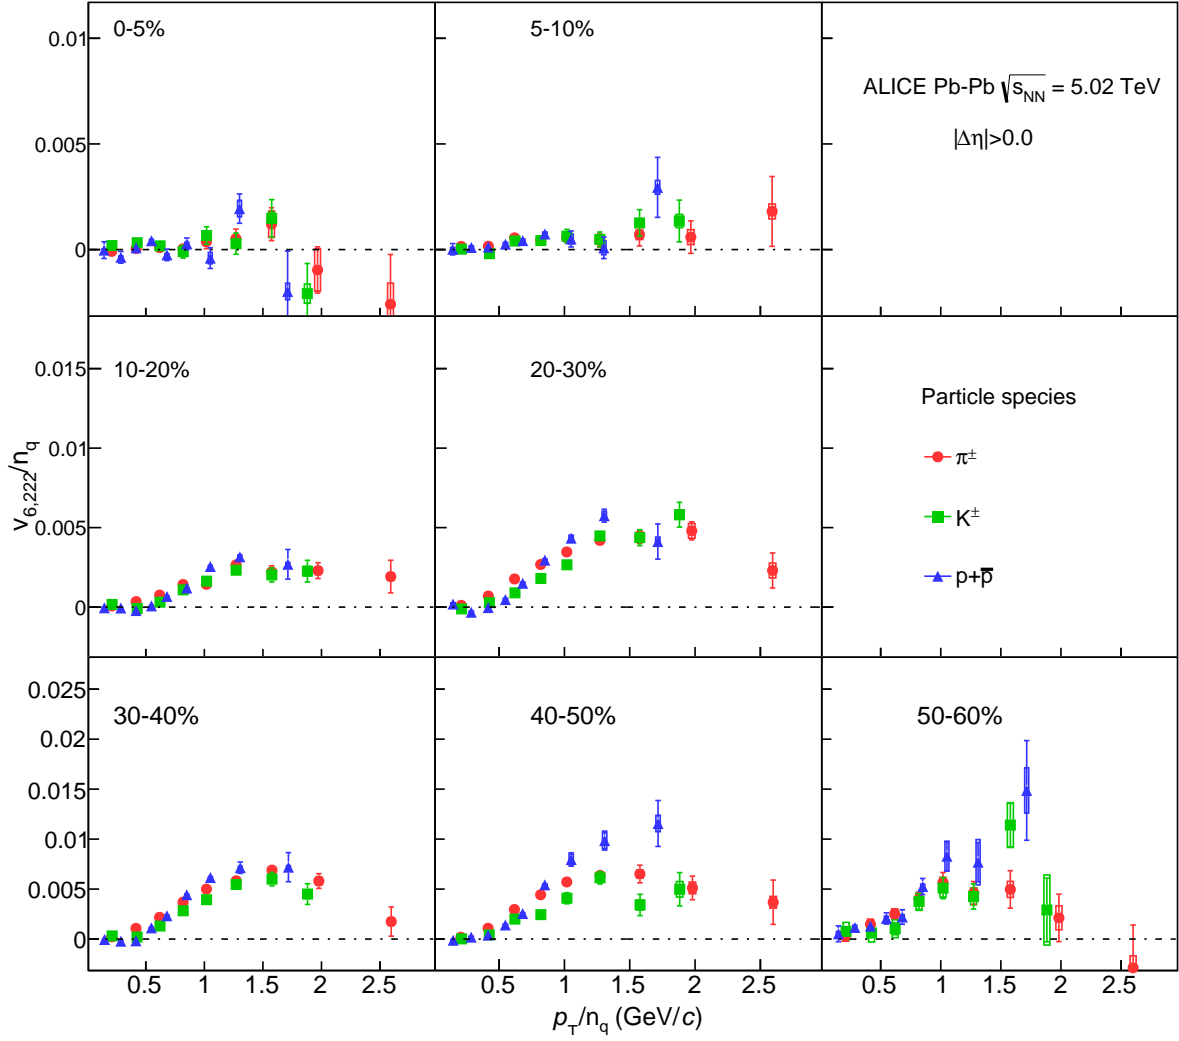 0-5%
5-10%
ALICE Pb-Pb √s_NN = 5.02 TeV
|Δη|>0.0
0.01
0.005
0
10-20%
20-30%
Particle species
π±
K±
p+p̅
0.015
0.01
0.005
0
v6,222/nq
30-40%
40-50%
50-60%
0.025
0.02
0.015
0.01
0.005
0
0.5 1 1.5 2 2.5
0.5 1 1.5 2 2.5
0.5 1 1.5 2 2.5
pT/nq (GeV/c)